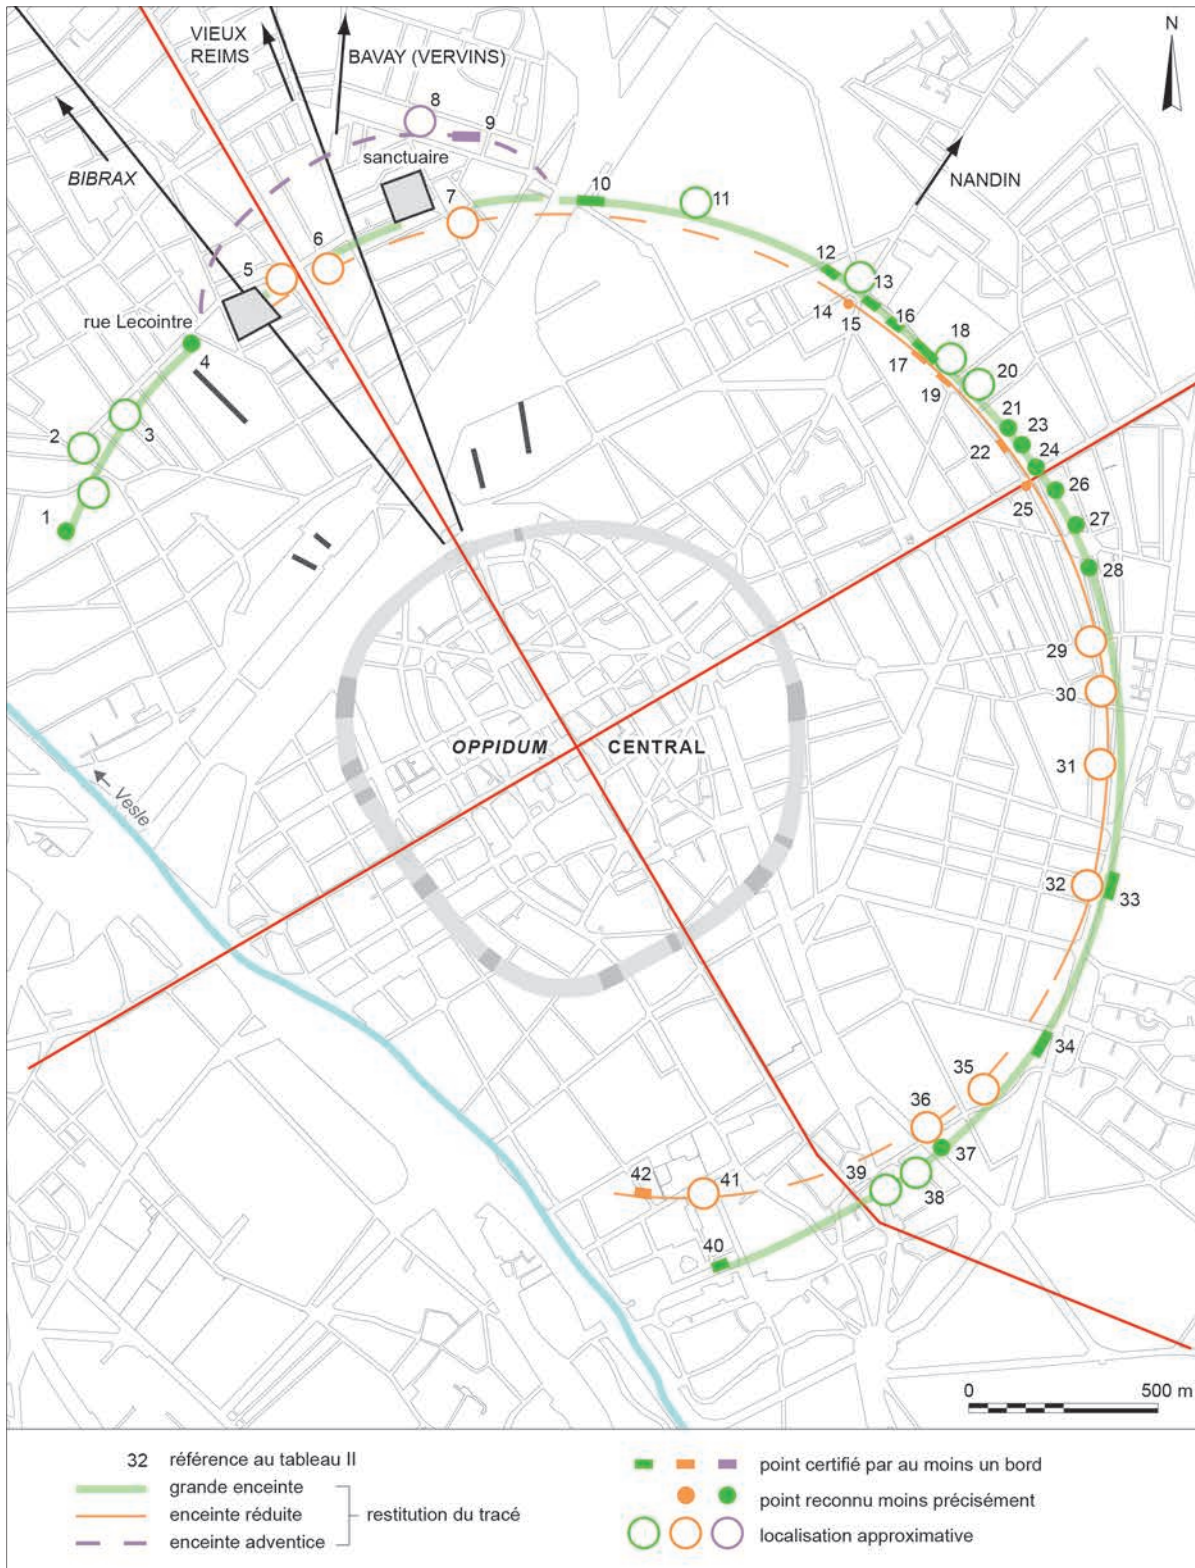 VIEUX
REIMS
BAVAY (VERVINS)
N
BIBRAX
8
9
sanctuaire
7
10
11
NANDIN
6
5
12
13
rue Lecointre
4
14
15
16
17
18
19
20
2
3
21
23
22
24
1
25
26
27
28
29
30
OPPIDUM CENTRAL
31
Vesle
32
33
34
35
36
37
42
41
39
38
40
0 500 m
32 référence au tableau II
grande enceinte
enceinte réduite
enceinte adventice
restitution du tracé
point certifié par au moins un bord
point reconnu moins précisément
localisation approximative